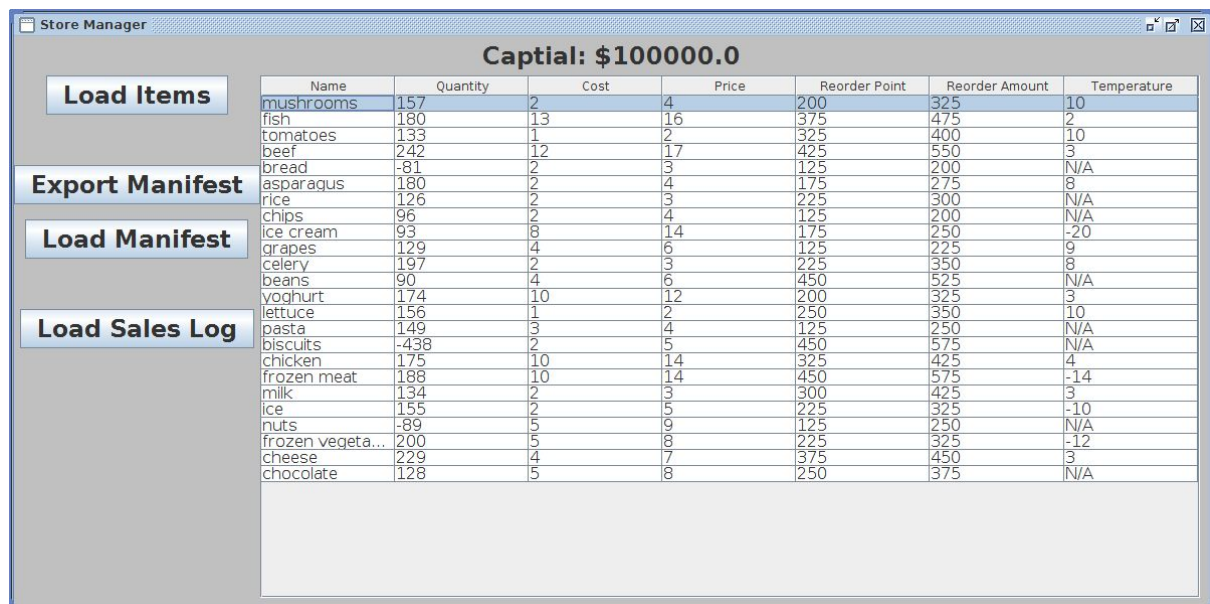 Store Manager
Captial: $100000.0
Load Items
Export Manifest
Load Manifest
Load Sales Log
Name Quantity Cost Price Reorder Point Reorder Amount Temperature
mushrooms 157 2 4 200 325 10
fish 180 13 16 375 475 2
tomatoes 133 1 2 325 400 10
beef 242 12 17 425 550 3
bread -81 2 3 125 200 N/A
asparagus 180 2 4 175 275 8
rice 126 2 3 225 300 N/A
chips 96 2 4 125 200 N/A
ice cream 93 8 14 175 250 -20
grapes 129 4 6 125 225 9
celery 197 2 3 225 350 8
beans 90 4 6 450 525 N/A
yoghurt 174 10 12 200 325 3
lettuce 156 1 2 250 350 10
pasta 149 3 4 125 250 N/A
biscuits -438 2 5 450 575 N/A
chicken 175 10 14 325 425 4
frozen meat 188 10 14 450 575 -14
milk 134 2 3 300 425 3
ice 155 2 5 225 325 -10
nuts -89 5 9 125 250 N/A
frozen vegeta... 200 5 8 225 325 -12
cheese 229 4 7 375 450 3
chocolate 128 5 8 250 375 N/A